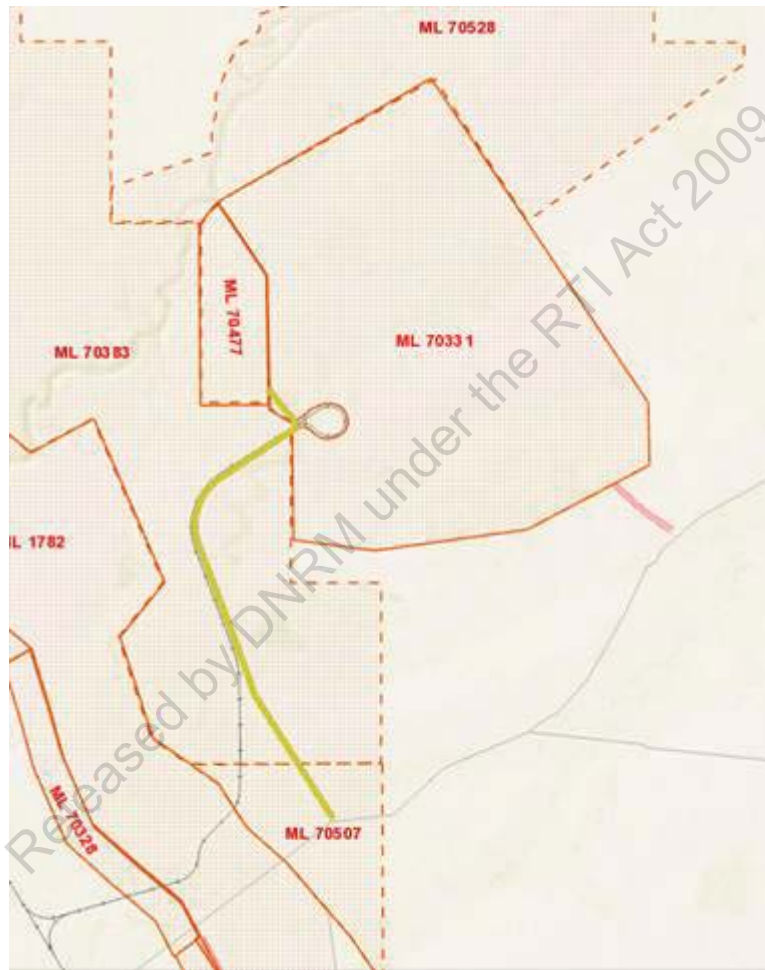 ML 70528
ML 70477
ML 70331
ML 70383
L 1782
ML 70328
ML 70507
Released by DNRM under the RTI Act 2009